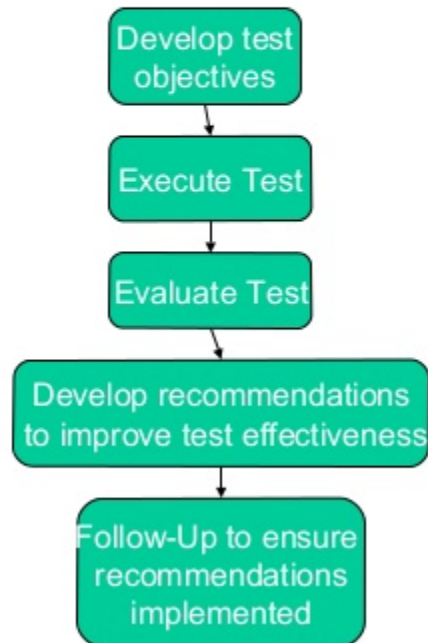 Develop test
objectives
Execute Test
Evaluate Test
Develop recommendations
to improve test effectiveness
Follow-Up to ensure
recommendations
implemented